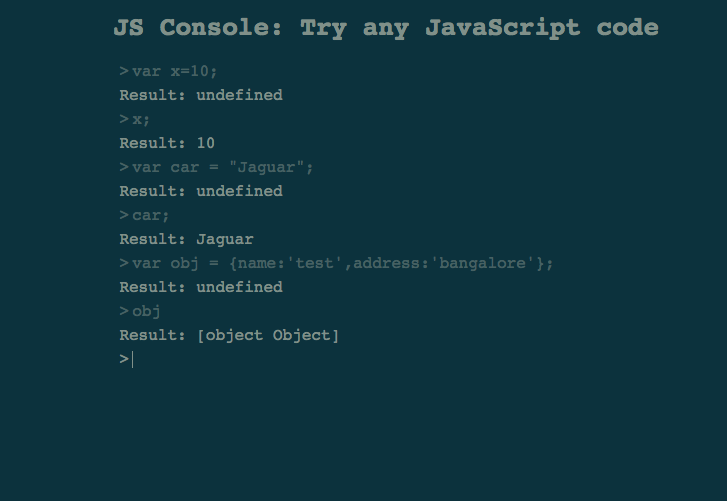 JS Console: Try any JavaScript code
>var x=10;
Result: undefined
>x;
Result: 10
>var car = "Jaguar";
Result: undefined
>car;
Result: Jaguar
>var obj = {name:'test',address:'bangalore'};
Result: undefined
>obj
Result: [object Object]
>